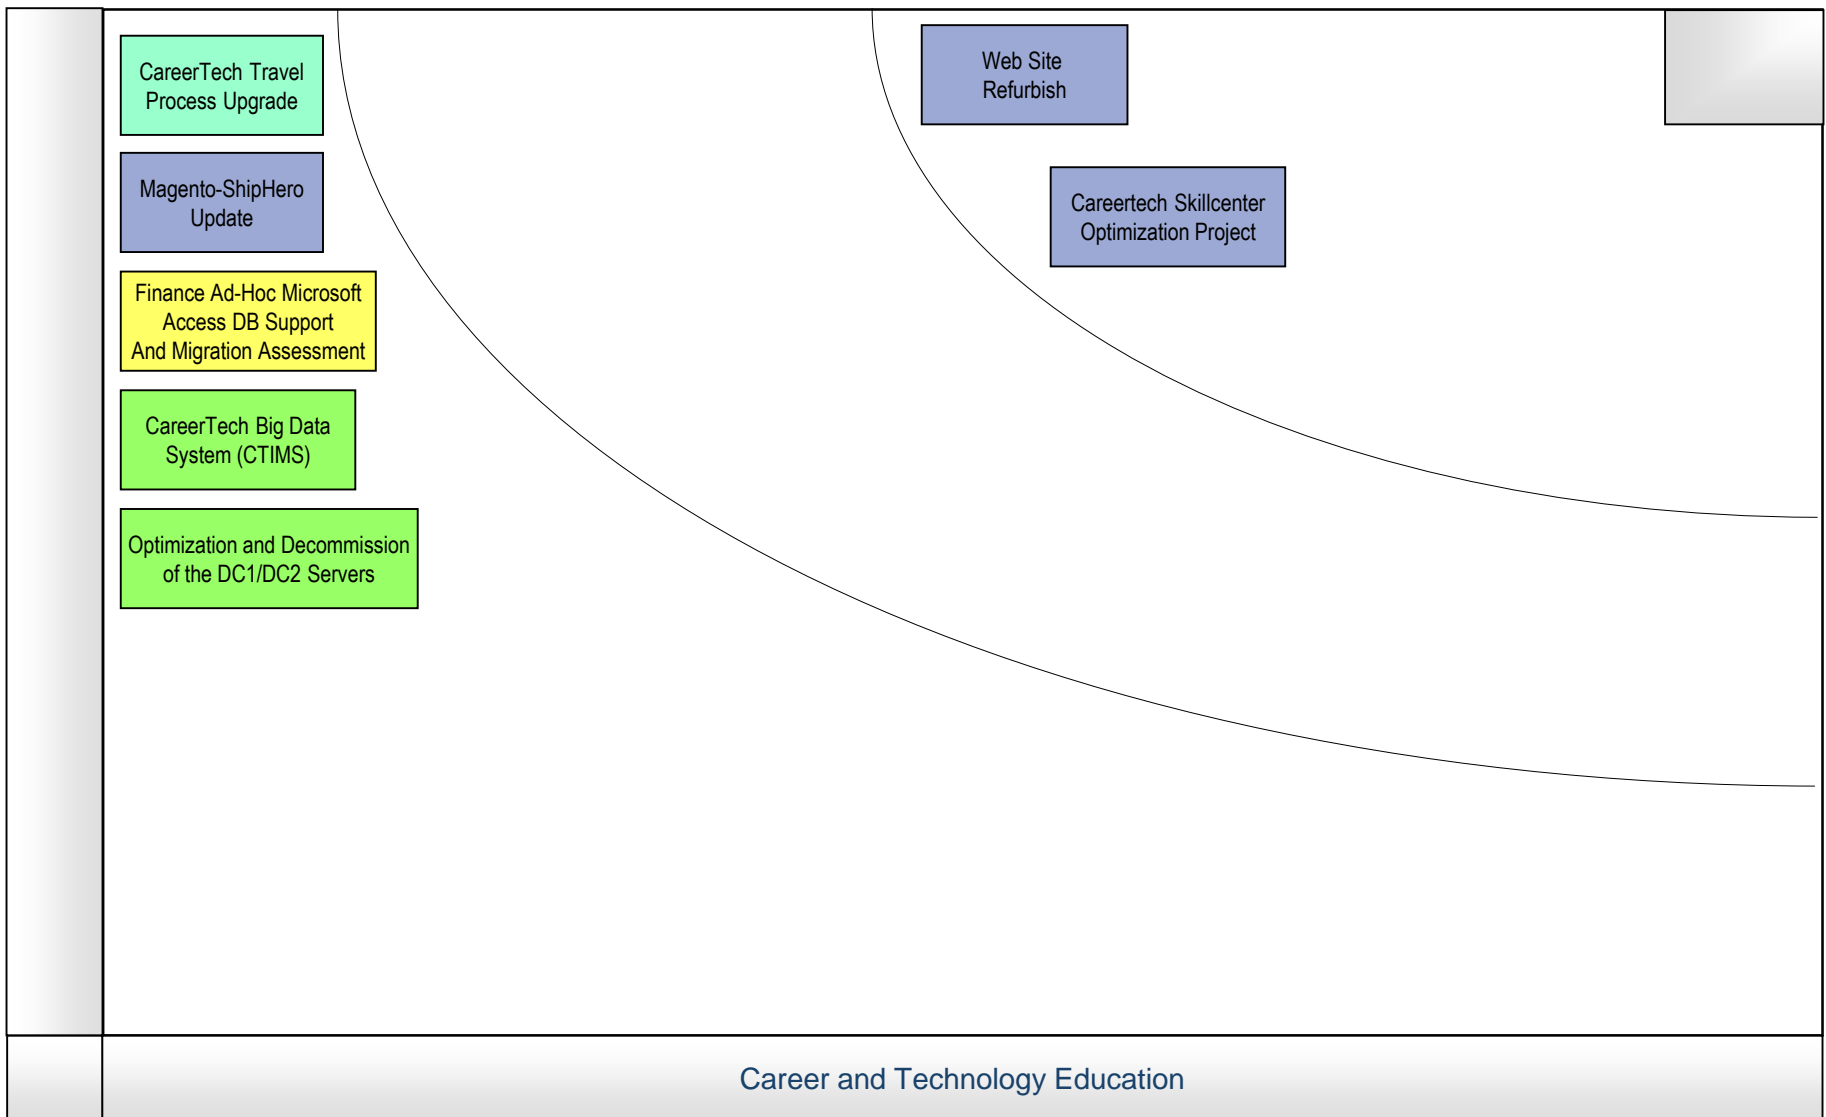 CareerTech Travel
Process Upgrade
Magento-ShipHero
Update
Finance Ad-Hoc Microsoft
Access DB Support
And Migration Assessment
CareerTech Big Data
System (CTIMS)
Optimization and Decommission
of the DC1/DC2 Servers
Web Site
Refurbish
Careertech Skillcenter
Optimization Project
Career and Technology Education